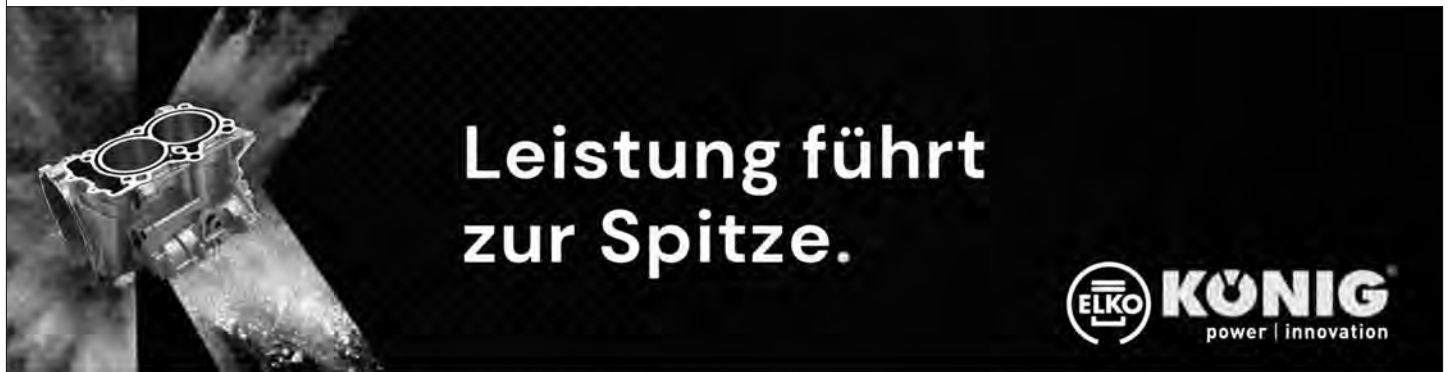 Leistung führt
zur Spitze.
ELKO
KÖNIG®
power | innovation